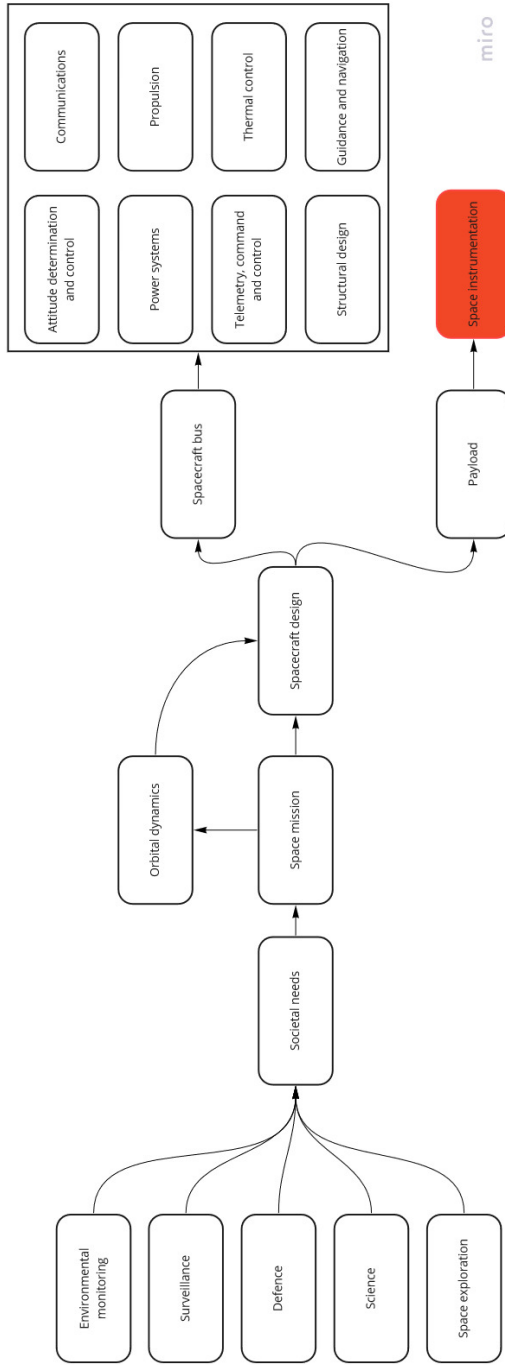 Environmental
monitoring
Surveillance
Defence
Science
Space exploration
Societal needs
Orbital dynamics
Space mission
Spacecraft design
Spacecraft bus
Payload
Attitude determination
and control
Communications
Power systems
Propulsion
Telemetry, command
and control
Thermal control
Structural design
Guidance and navigation
Space instrumentation
miro